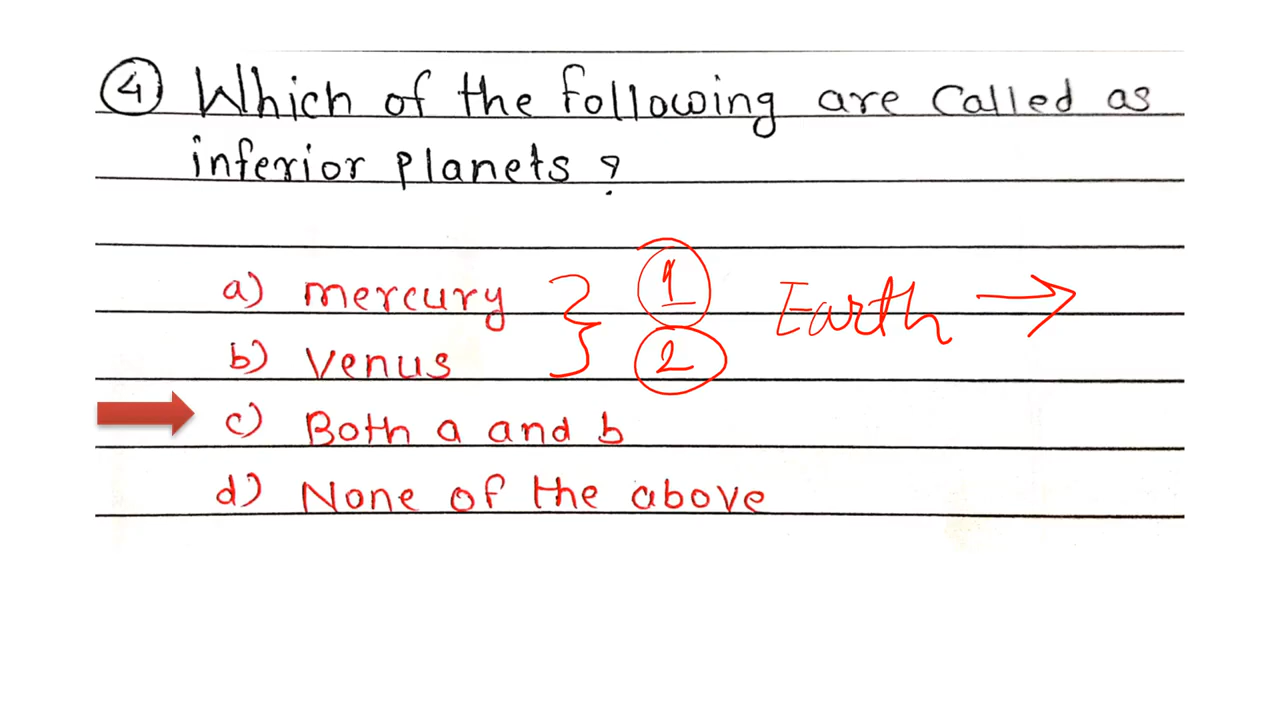 4 Which of the following are called as
inferior planets ?
a) mercury
1
Earth
b) Venus
2
c) Both a and b
d) None of the above